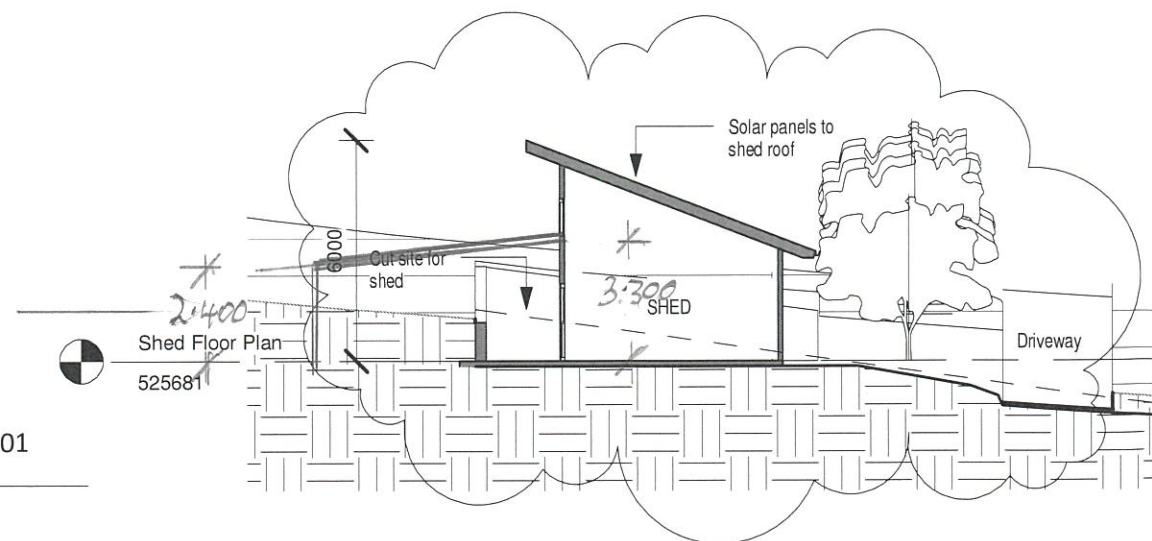 Solar panels to
shed roof
6000
Cut site for
shed
3·300
SHED
2·400
Shed Floor Plan
525681
Driveway
01